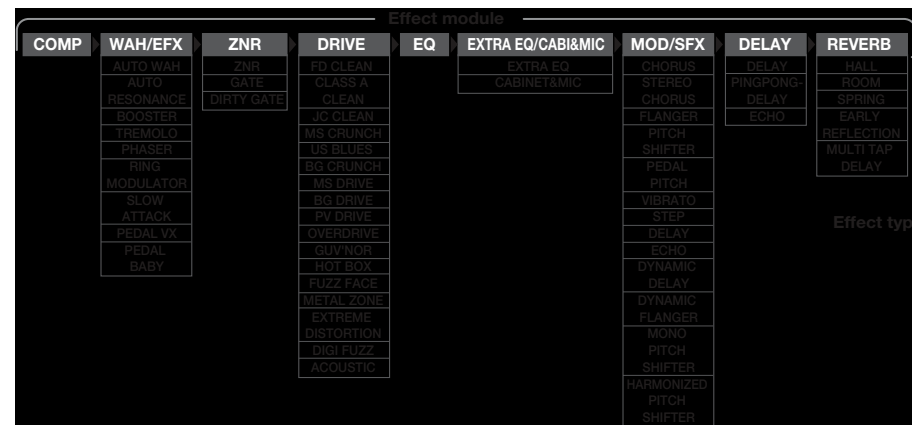 Effect module
COMP WAH/EFX ZNR DRIVE EQ EXTRA EQ/CABI&MIC MOD/SFX DELAY REVERB
AUTO WAH
AUTO
RESONANCE
BOOSTER
TREMOLO
PHASER
RING
MODULATOR
SLOW
ATTACK
PEDAL VX
PEDAL
BABY
ZNR
GATE
DIRTY GATE
FD CLEAN
CLASS A
CLEAN
JC CLEAN
MS CRUNCH
US BLUES
BG CRUNCH
MS DRIVE
BG DRIVE
PV DRIVE
OVERDRIVE
GUV'NOR
HOT BOX
FUZZ FACE
METAL ZONE
EXTREME
DISTORTION
DIGI FUZZ
ACOUSTIC
EXTRA EQ
CABINET&MIC
CHORUS
STEREO
CHORUS
FLANGER
PITCH
SHIFTER
PEDAL
PITCH
VIBRATO
STEP
DELAY
ECHO
DYNAMIC
DELAY
DYNAMIC
FLANGER
MONO
PITCH
SHIFTER
HARMONIZED
PITCH
SHIFTER
DELAY
PINGPONG-
DELAY
ECHO
HALL
ROOM
SPRING
EARLY
REFLECTION
MULTI TAP
DELAY
Effect typ